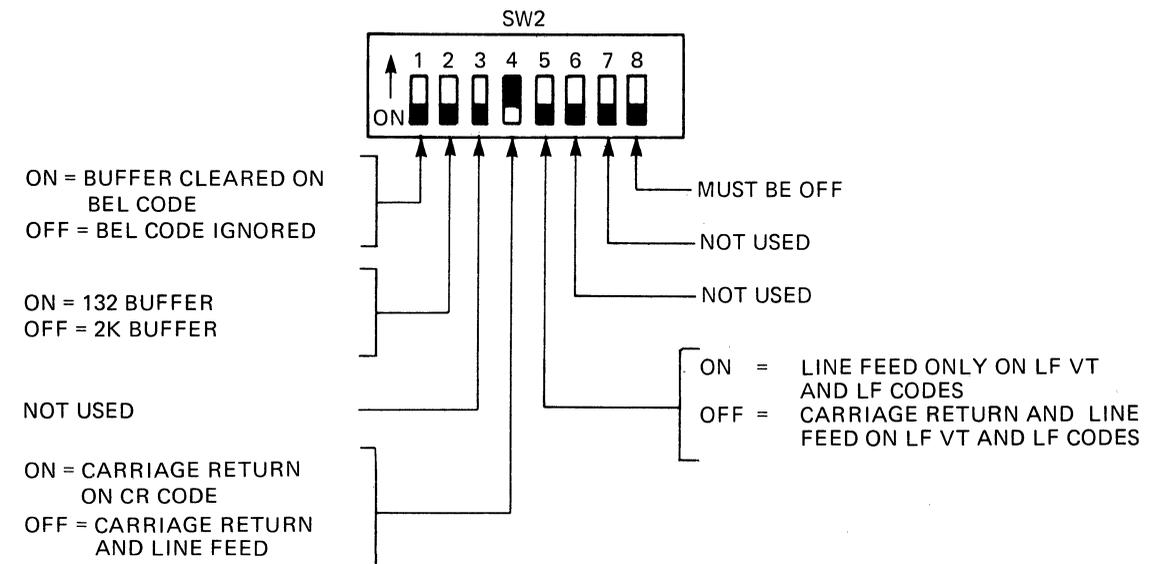 SW2
1 2 3 4 5 6 7 8
ON
ON = BUFFER CLEARED ON
BEL CODE
OFF = BEL CODE IGNORED
ON = 132 BUFFER
OFF = 2K BUFFER
NOT USED
ON = CARRIAGE RETURN
ON CR CODE
OFF = CARRIAGE RETURN
AND LINE FEED
MUST BE OFF
NOT USED
NOT USED
ON = LINE FEED ONLY ON LF VT
AND LF CODES
OFF = CARRIAGE RETURN AND LINE
FEED ON LF VT AND LF CODES